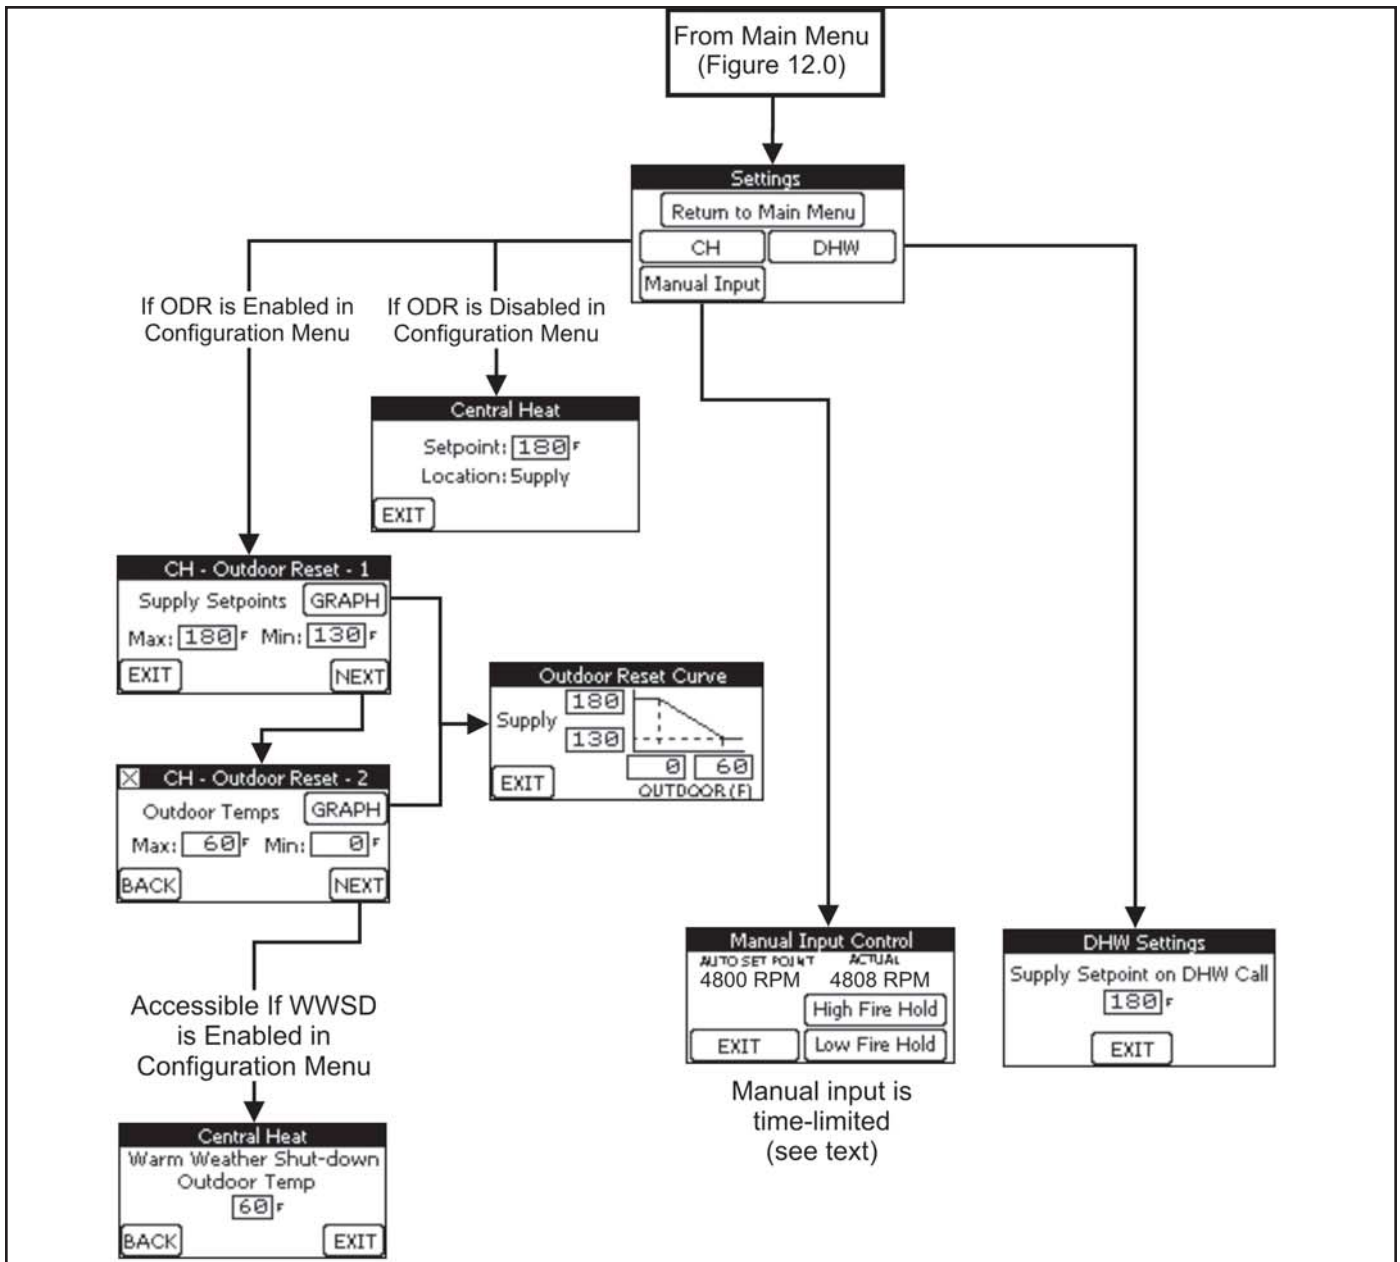 From Main Menu
(Figure 12.0)
Settings
Return to Main Menu
CH
DHW
Manual Input
If ODR is Enabled in
Configuration Menu
If ODR is Disabled in
Configuration Menu
Central Heat
Setpoint: 180 F
Location: Supply
EXIT
CH - Outdoor Reset - 1
Supply Setpoints GRAPH
Max: 180 F Min: 130 F
EXIT NEXT
Outdoor Reset Curve
Supply
180
130
0 60
EXIT
OUTDOOR (F)
CH - Outdoor Reset - 2
Outdoor Temps GRAPH
Max: 60 F Min: 0 F
BACK NEXT
Accessible If WWSD
is Enabled in
Configuration Menu
Central Heat
Warm Weather Shut-down
Outdoor Temp
60 F
BACK EXIT
Manual Input Control
AUTO SET POINT ACTUAL
4800 RPM 4808 RPM
High Fire Hold
EXIT Low Fire Hold
Manual input is
time-limited
(see text)
DHW Settings
Supply Setpoint on DHW Call
180 F
EXIT